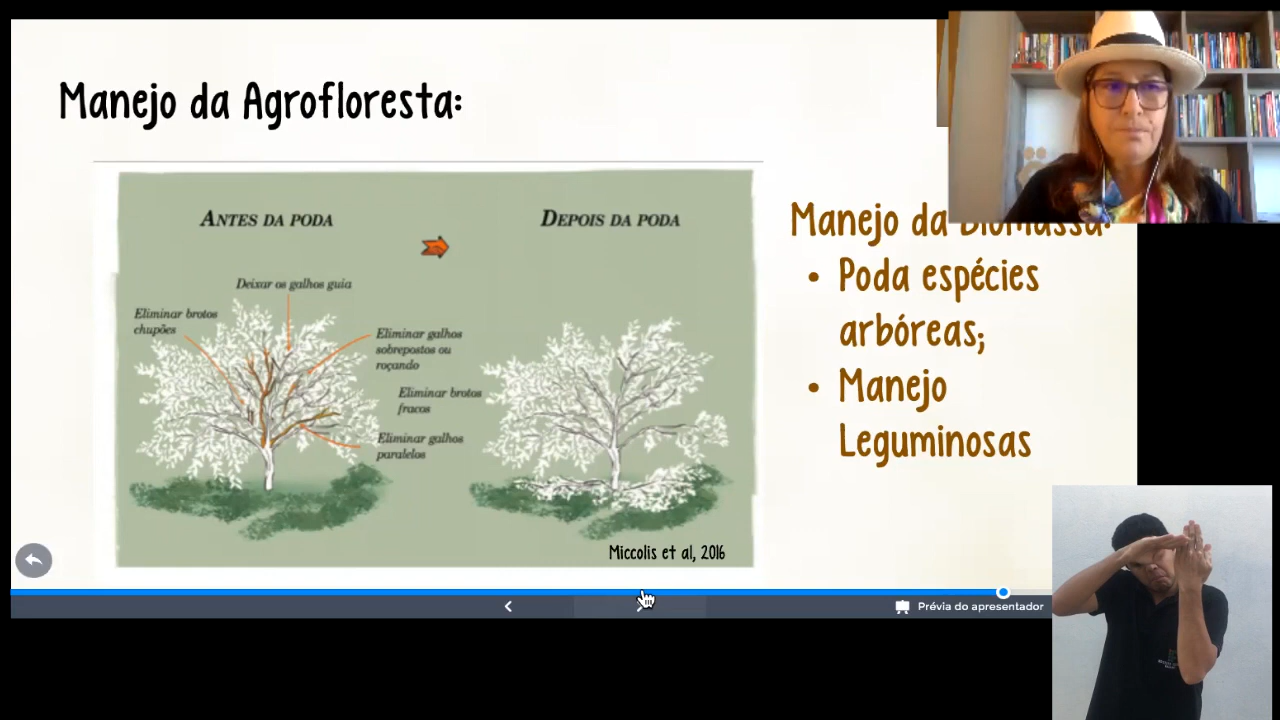 Manejo da Agrofloresta:
ANTES DA PODA
DEPOIS DA PODA
Deixar os galhos guia
Eliminar brotos
chupões
Eliminar galhos
sobrepostos ou
roçando
Eliminar brotos
fracos
Eliminar galhos
paralelos
Miccolis et al, 2016
Manejo da Biomassa:
• Poda espécies
arbóreas;
• Manejo
Leguminosas
Prévia do apresentador